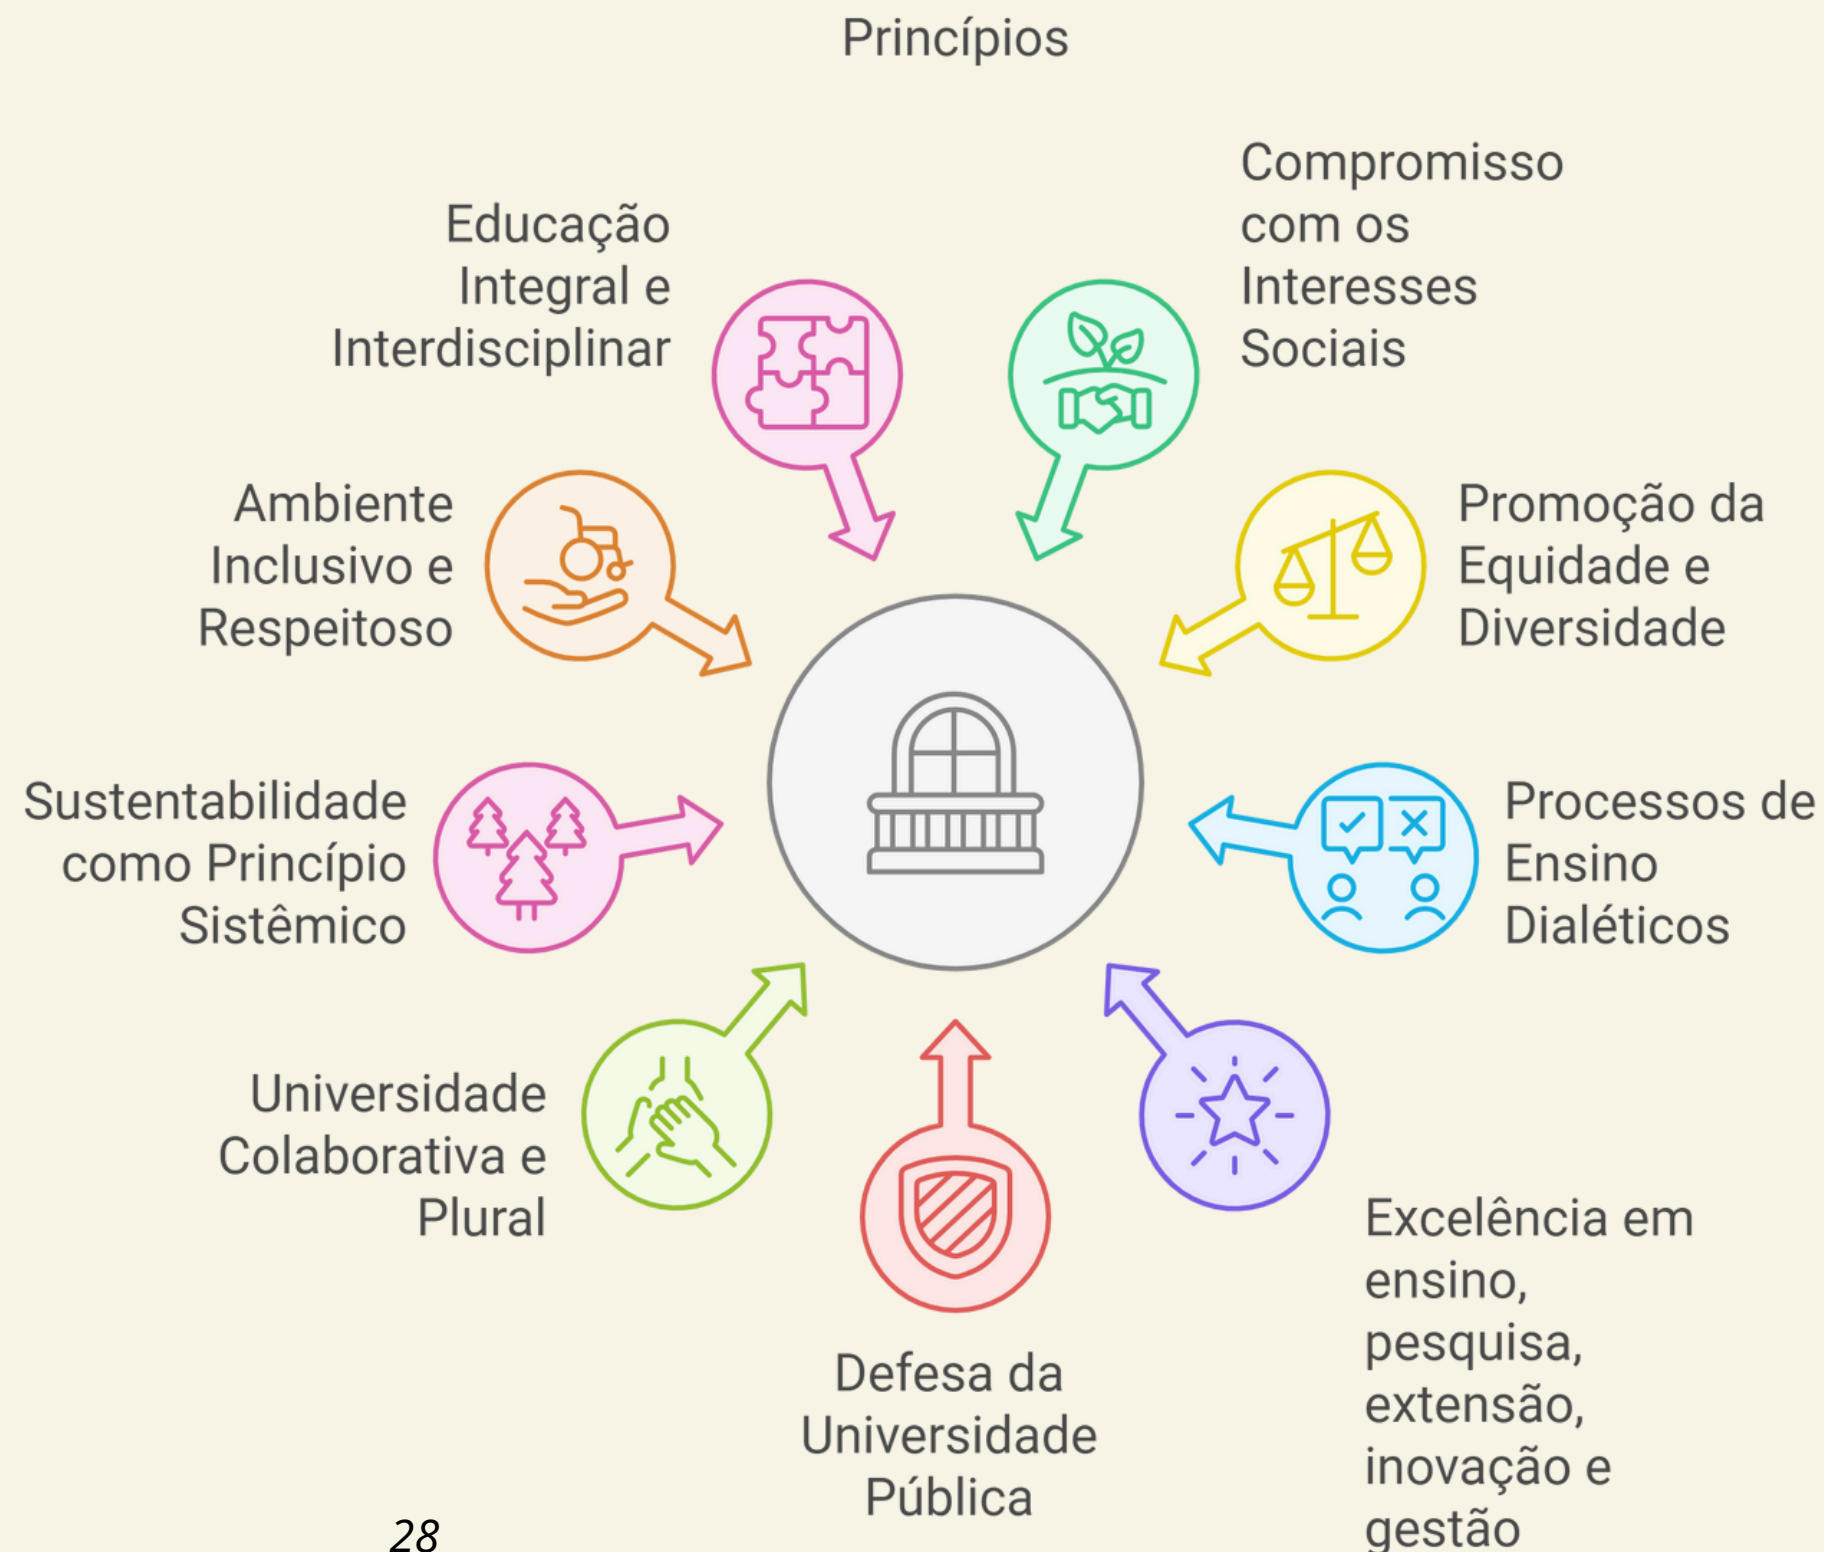 Princípios
Compromisso
com os
Interesses
Sociais
Educação
Integral e
Interdisciplinar
Ambiente
Inclusivo e
Respeitoso
Promoção da
Equidade e
Diversidade
Sustentabilidade
como Princípio
Sistêmico
Processos de
Ensino
Dialéticos
Universidade
Colaborativa e
Plural
Excelência em
ensino,
pesquisa,
extensão,
inovação e
gestão
Defesa da
Universidade
Pública
28